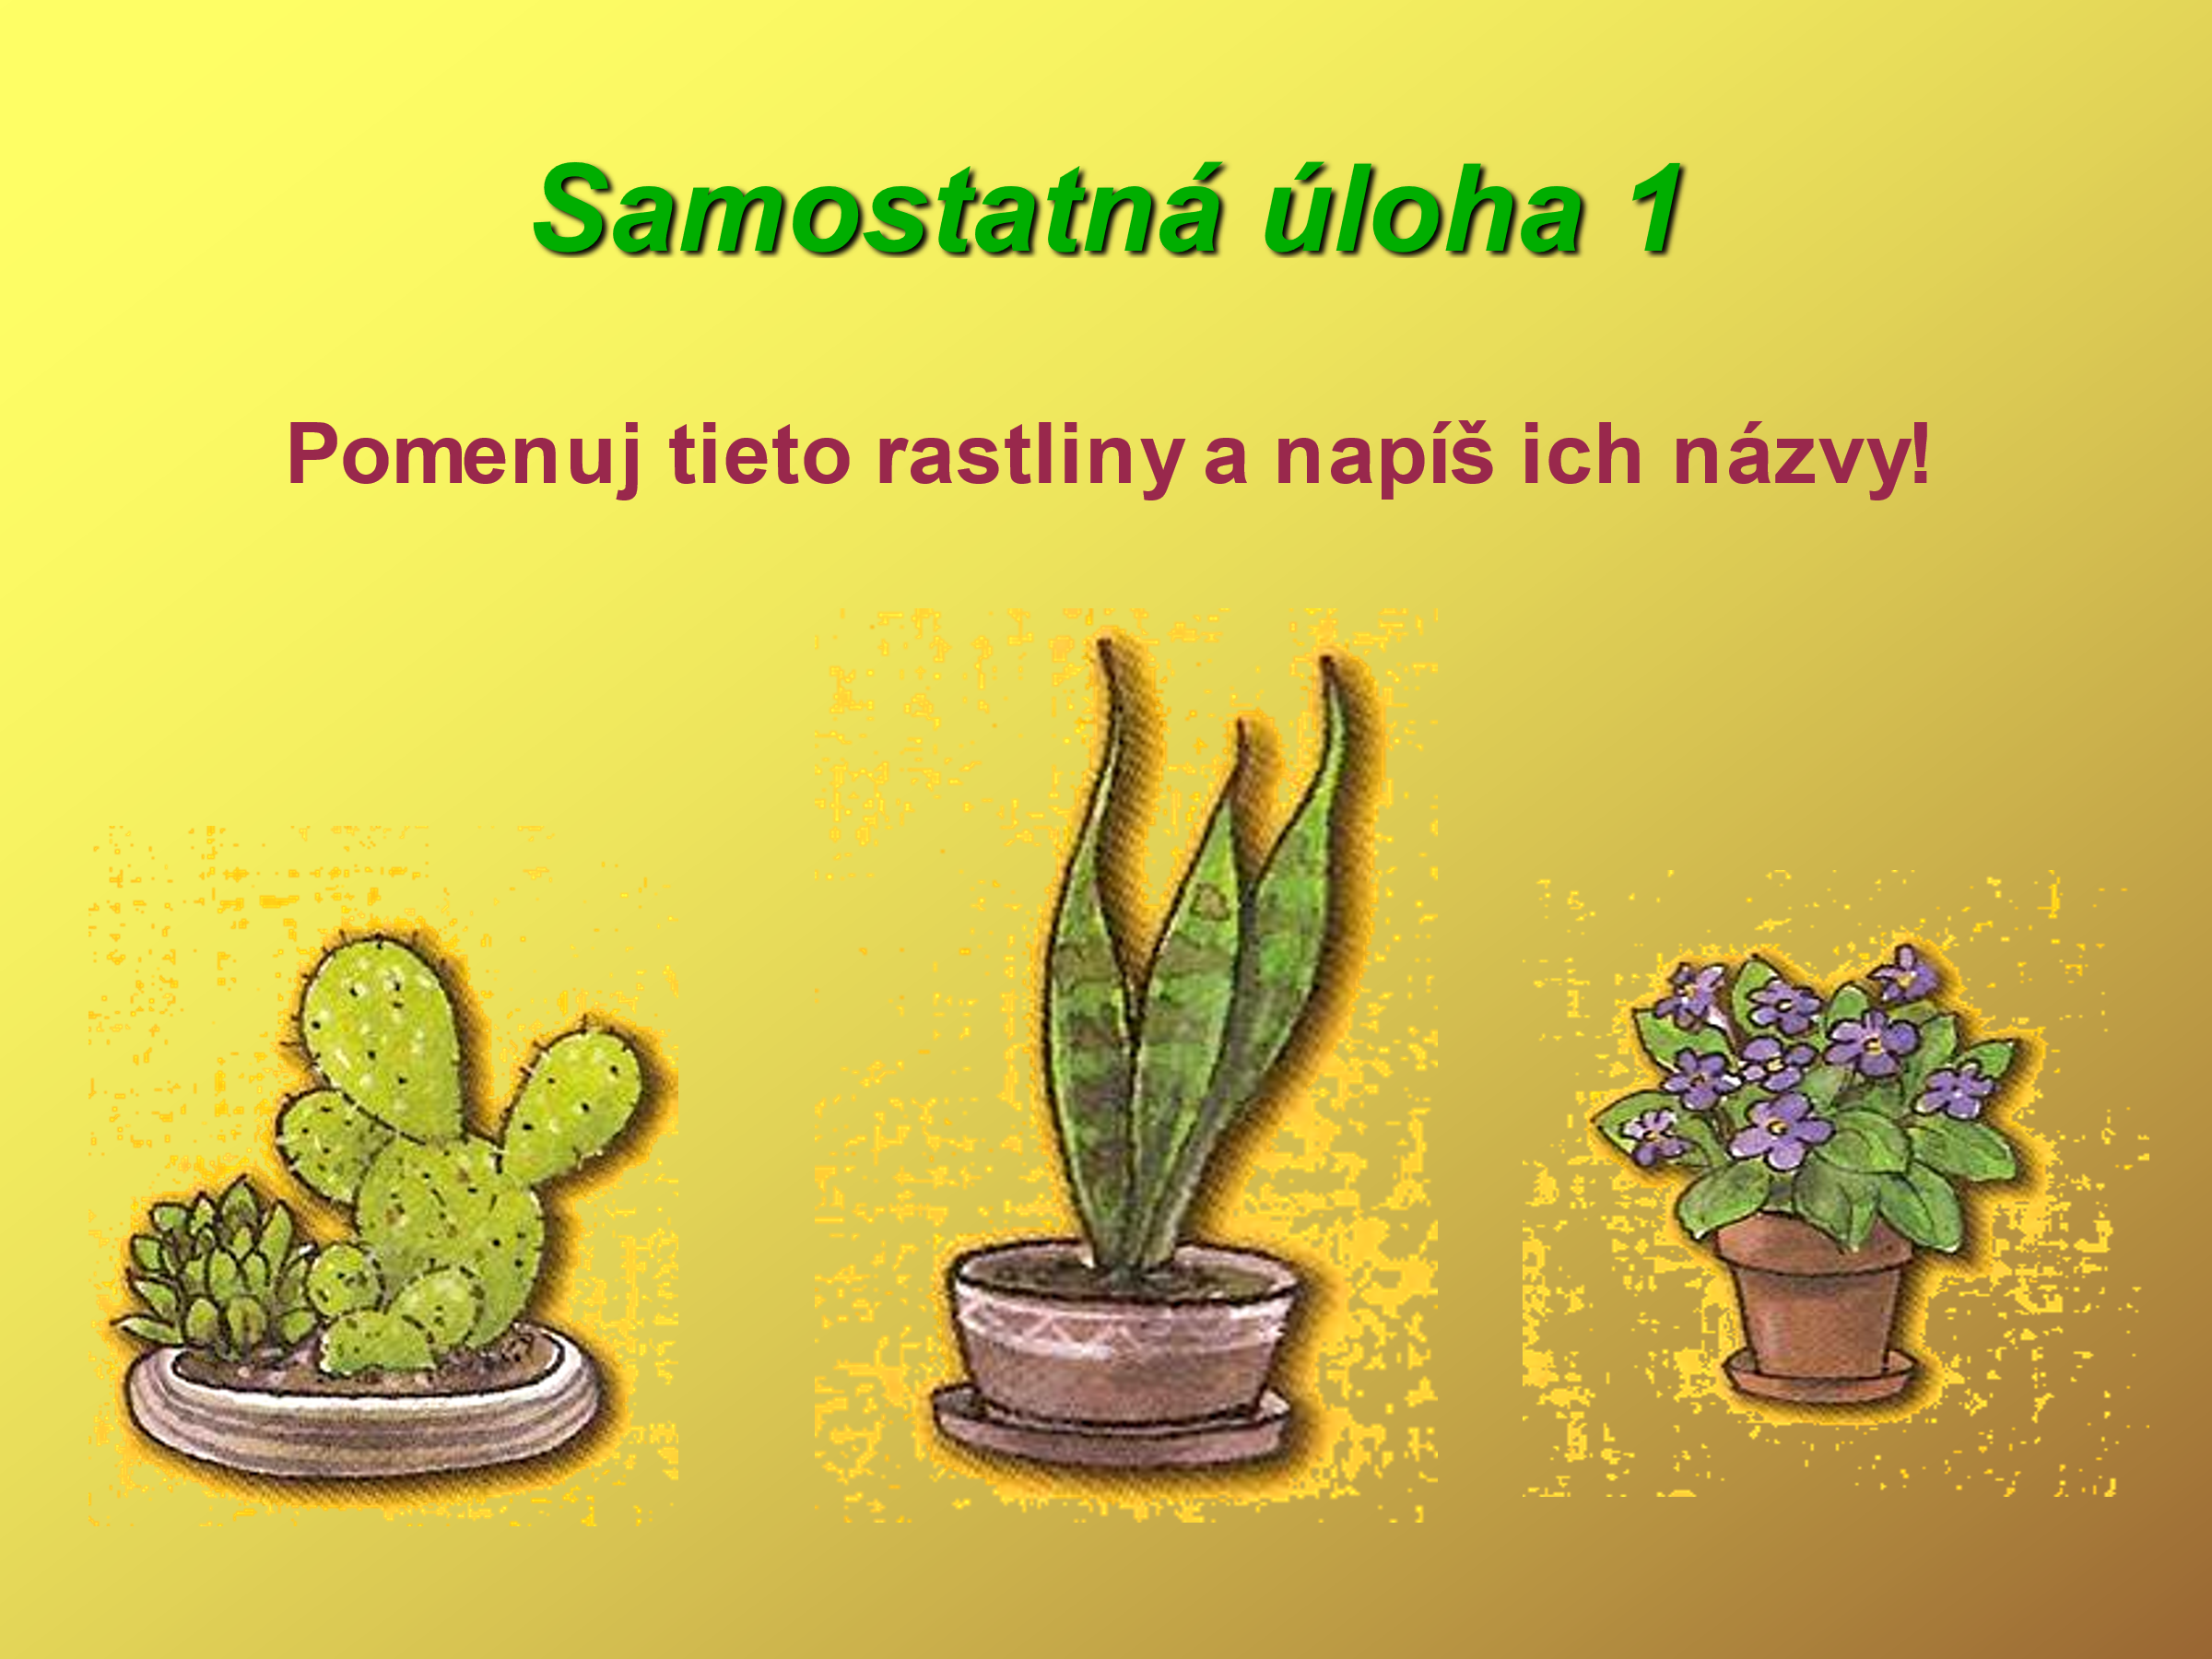 Samostatná úloha 1
Pomenuj tieto rastliny a napíš ich názvy!